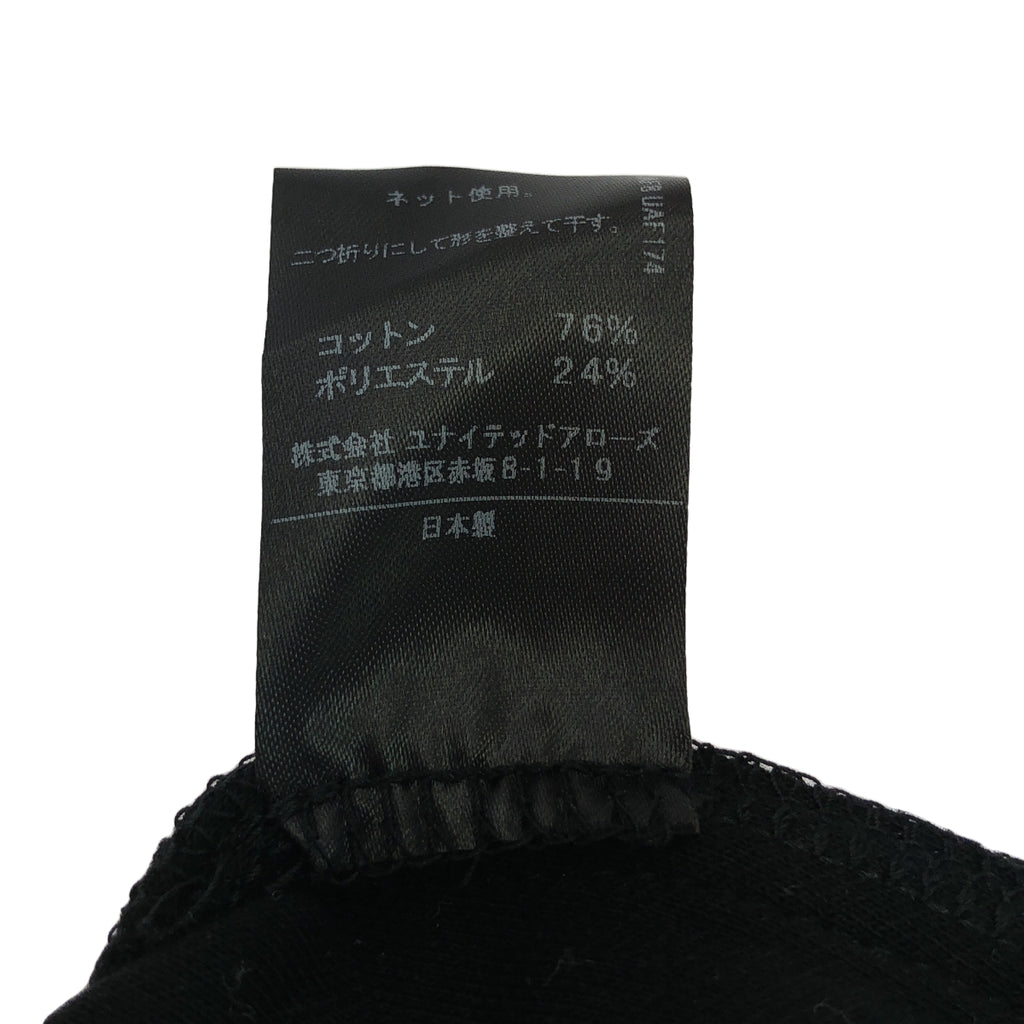 ネット使用。
二つ折りにして形を整えて干す。
コットン 76%
ポリエステル 24%
株式会社 ユナイテッドアローズ
東京都港区赤坂8-1-19
日本製